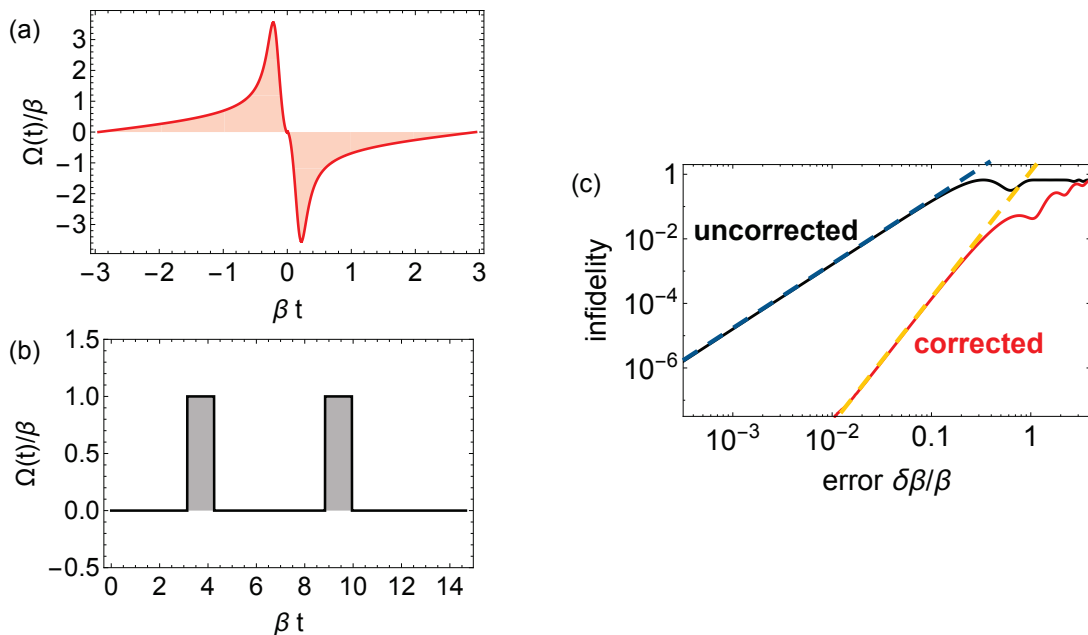 (a)
Ω(t)/β
3
2
1
0
−1
−2
−3
−3 −2 −1 0 1 2 3
β t
(b)
Ω(t)/β
1.5
1.0
0.5
0.0
−0.5
0 2 4 6 8 10 12 14
β t
(c)
infidelity
1
10−2
10−4
10−6
uncorrected
corrected
10−3 10−2 0.1 1
error δβ/β